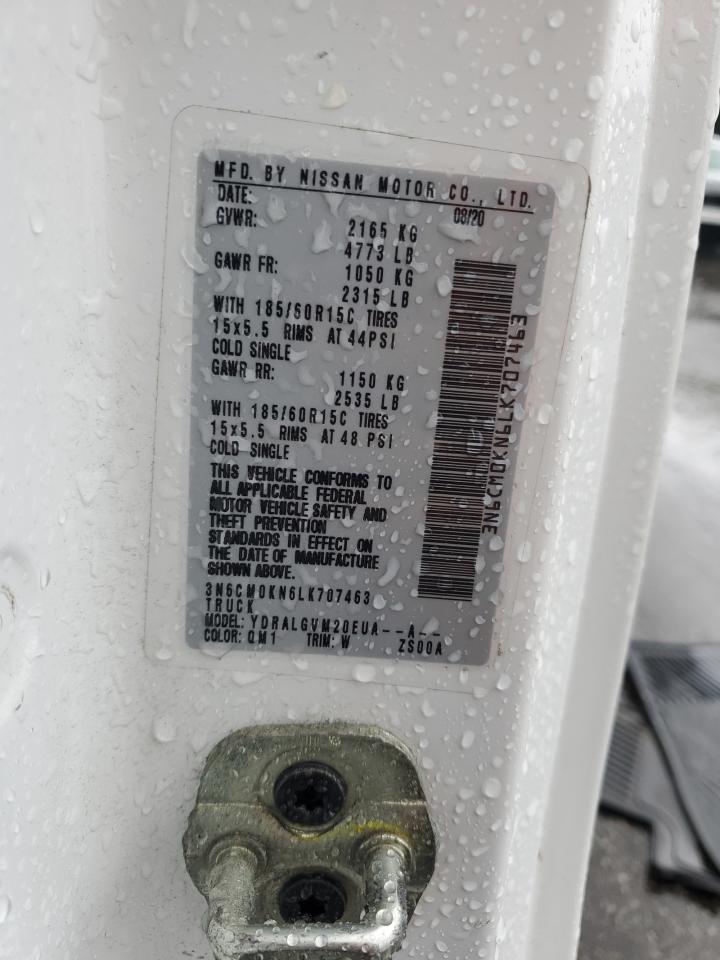 MFD. BY NISSAN MOTOR CO., LTD.
DATE: 08/20
GVWR: 2165 KG
4773 LB
GAWR FR: 1050 KG
2315 LB
WITH 185/60R15C TIRES
15x5.5 RIMS AT 44PSI
COLD SINGLE
GAWR RR: 1150 KG
2535 LB
WITH 185/60R15C TIRES
15x5.5 RIMS AT 48 PSI
COLD SINGLE
THIS VEHICLE CONFORMS TO
ALL APPLICABLE FEDERAL
MOTOR VEHICLE SAFETY AND
THEFT PREVENTION
STANDARDS IN EFFECT ON
THE DATE OF MANUFACTURE
SHOWN ABOVE.
3N6CM0KN6LK707463
TRUCK
MODEL: YDRALGVM20EUA--A--
COLOR: QM1 TRIM: W ZS00A
3N6CM0KN6LK707463